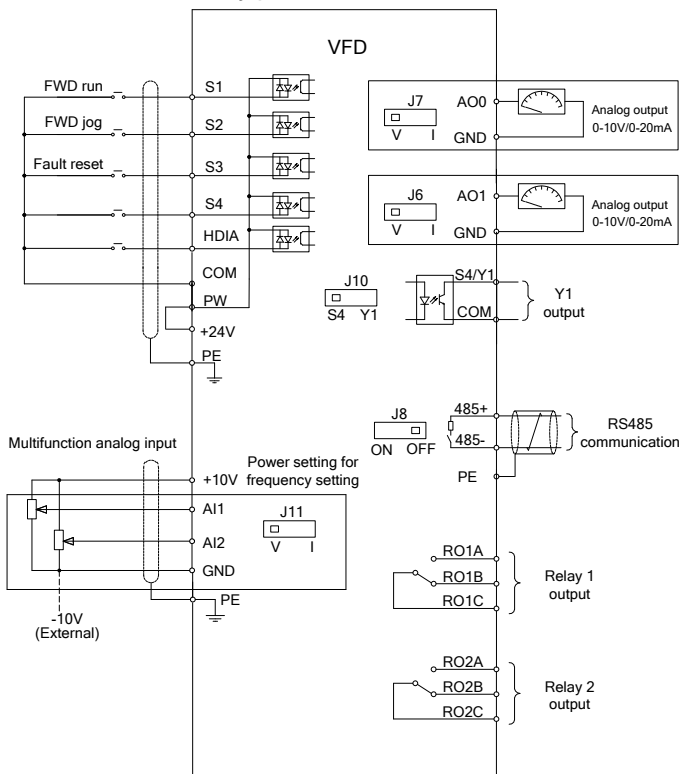 VFD
FWD run
S1
FWD jog
S2
Fault reset
S3
S4
HDIA
COM
PW
+24V
PE
J7
V I
AO0
GND
Analog output
0-10V/0-20mA
J6
V I
AO1
GND
Analog output
0-10V/0-20mA
J10
S4 Y1
S4/Y1
COM
Y1
output
J8
ON OFF
485+
485-
PE
RS485
communication
Multifunction analog input
+10V
Power setting for
frequency setting
AI1
AI2
GND
J11
V I
PE
-10V
(External)
RO1A
RO1B
RO1C
Relay 1
output
RO2A
RO2B
RO2C
Relay 2
output